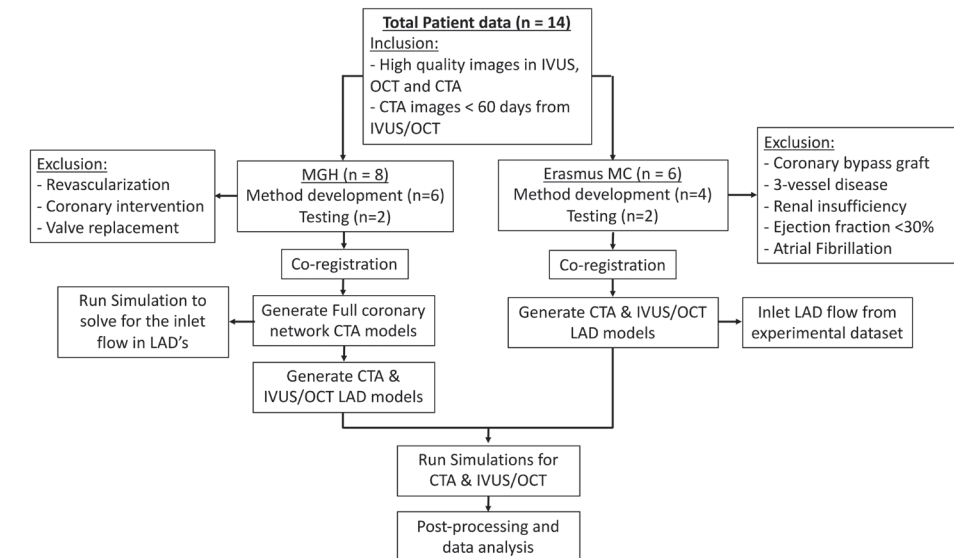 Total Patient data (n = 14)
Inclusion:
- High quality images in IVUS,
OCT and CTA
- CTA images < 60 days from
IVUS/OCT
Exclusion:
- Revascularization
- Coronary intervention
- Valve replacement
MGH (n = 8)
Method development (n=6)
Testing (n=2)
Erasmus MC (n = 6)
Method development (n=4)
Testing (n=2)
Exclusion:
- Coronary bypass graft
- 3-vessel disease
- Renal insufficiency
- Ejection fraction <30%
- Atrial Fibrillation
Co-registration
Co-registration
Run Simulation to
solve for the inlet
flow in LAD's
Generate Full coronary
network CTA models
Generate CTA & IVUS/OCT
LAD models
Inlet LAD flow from
experimental dataset
Generate CTA &
IVUS/OCT LAD models
Run Simulations for
CTA & IVUS/OCT
Post-processing and
data analysis